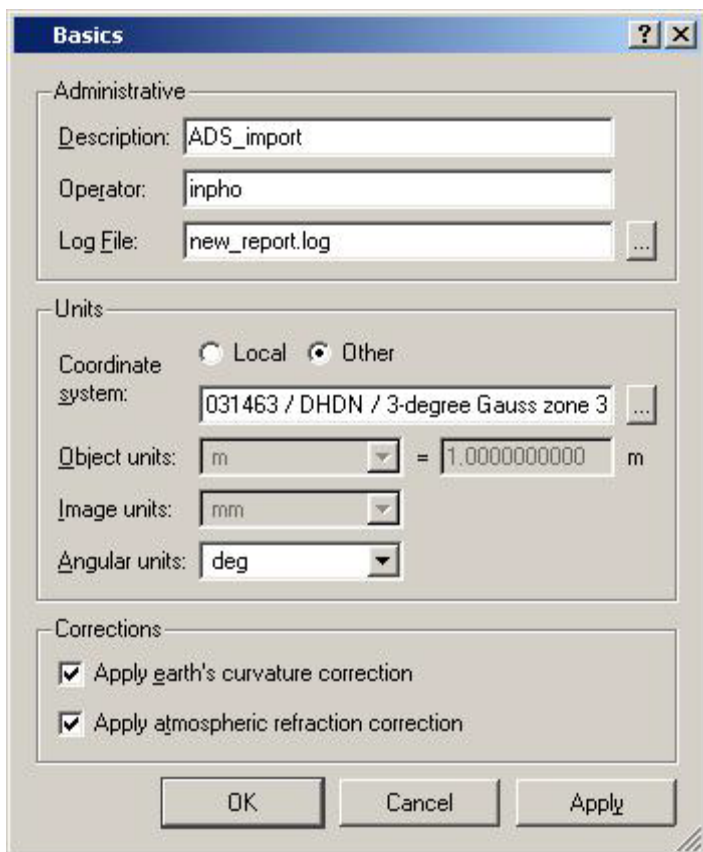 Basics
Administrative
Description: ADS_import
Operator: inpho
Log File: new_report.log ...
Units
Coordinate system: Local Other
031463 / DHDN / 3-degree Gauss zone 3 ...
Object units: m = 1.0000000000 m
Image units: mm
Angular units: deg
Corrections
Apply earth's curvature correction
Apply atmospheric refraction correction
OK Cancel Apply